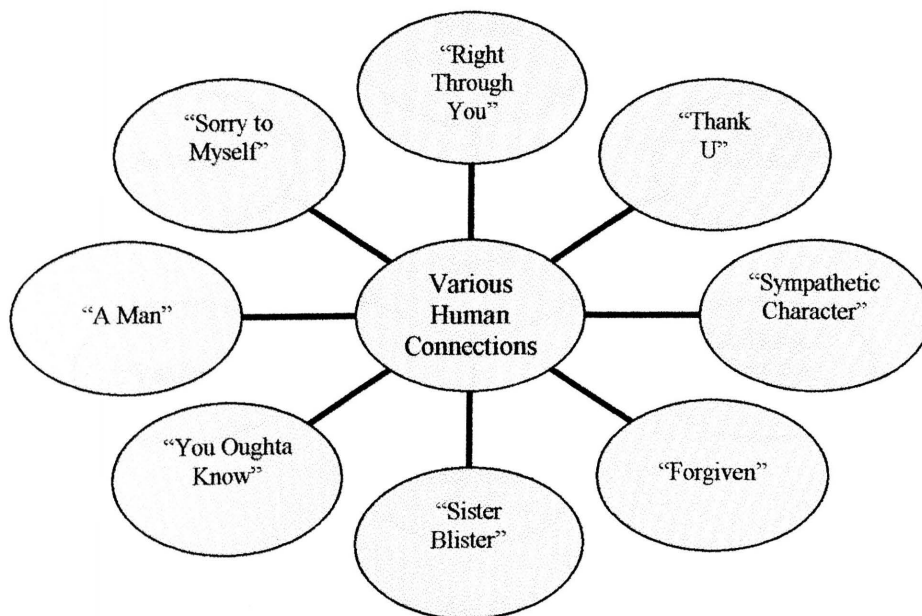 “Right
Through
You”
“Sorry to
Myself”
“Thank
U”
“A Man”
Various
Human
Connections
“Sympathetic
Character”
“You Oughta
Know”
“Forgiven”
“Sister
Blister”